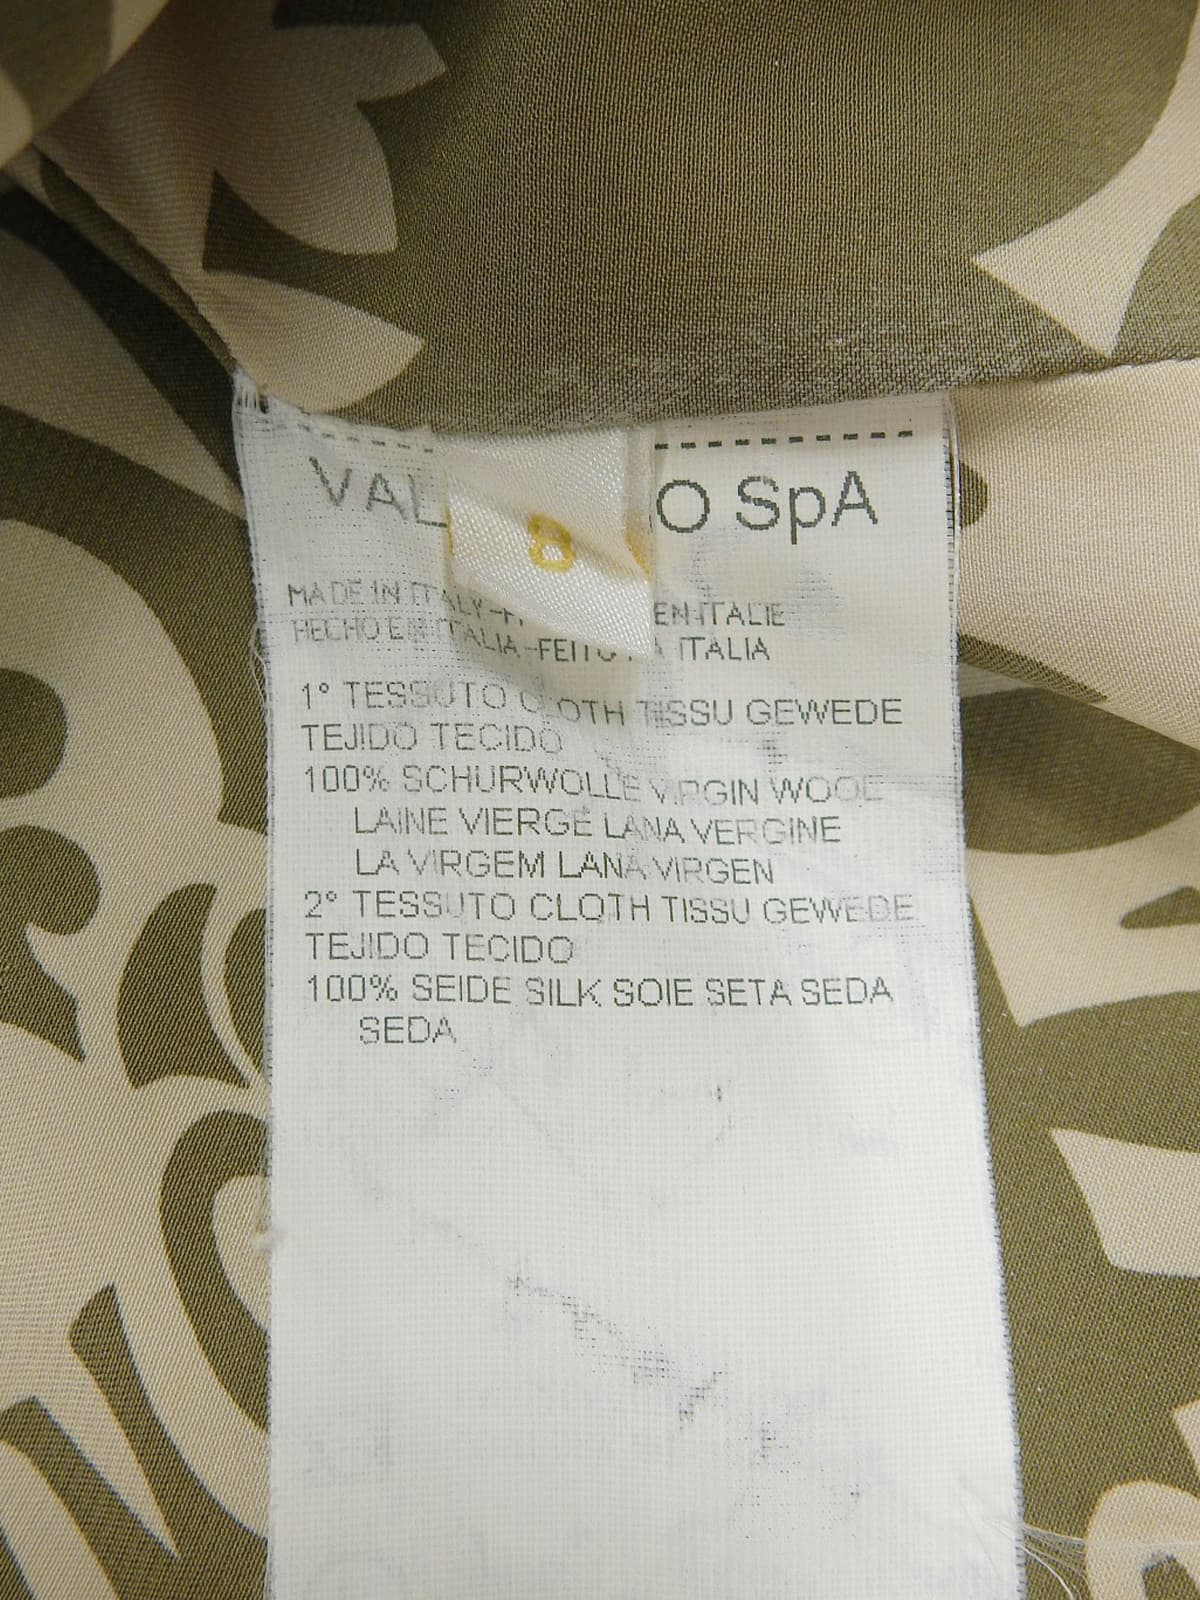 VAL O SpA
8
MADE IN ITALY-F EN ITALIE
HECHO EN ITALIA-FEITO ITALIA
1° TESSUTO CLOTH TISSU GEWEDE
TEJIDO TECIDO
100% SCHURWOLLE VIRGIN WOOL
LAINE VIERGE LANA VERGINE
LA VIRGEM LANA VIRGEN
2° TESSUTO CLOTH TISSU GEWEDE
TEJIDO TECIDO
100% SEIDE SILK SOIE SETA SEDA
SEDA